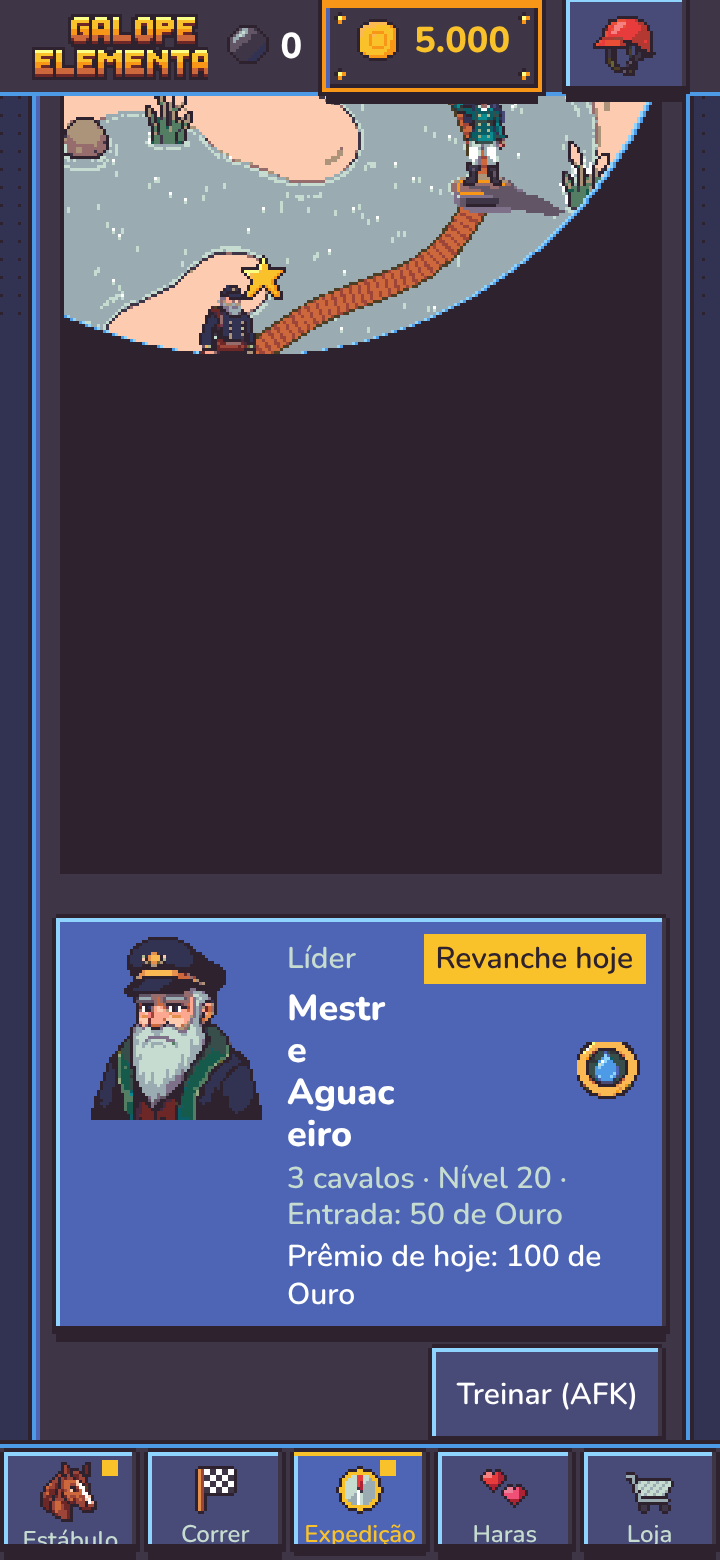 GALOPE
ELEMENTA
0
5.000
Líder
Revanche hoje
Mestr
e
Aguac
eiro
3 cavalos · Nível 20 ·
Entrada: 50 de Ouro
Prêmio de hoje: 100 de
Ouro
Treinar (AFK)
Estábulo
Correr
Expedição
Haras
Loja